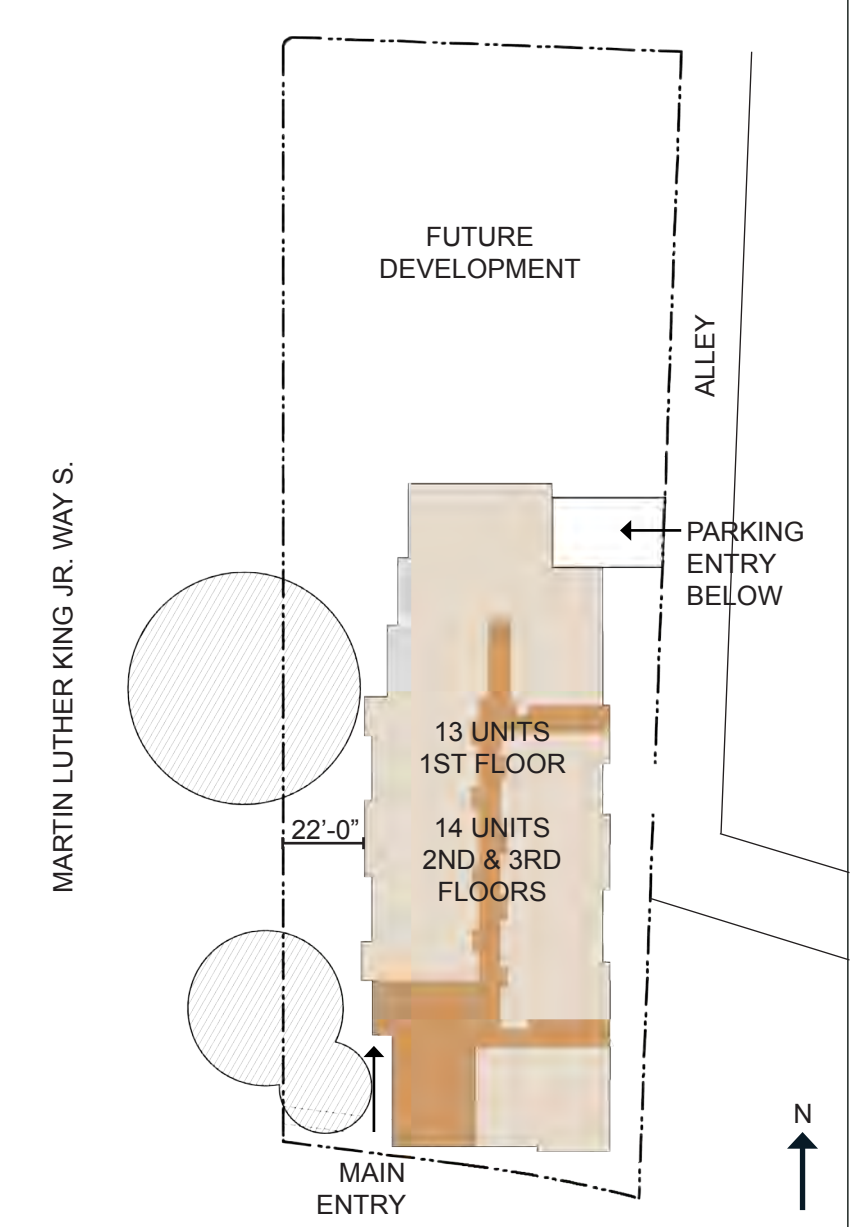 FUTURE
DEVELOPMENT
ALLEY
MARTIN LUTHER KING JR. WAY S.
PARKING
ENTRY
BELOW
13 UNITS
1ST FLOOR
22’-0”
14 UNITS
2ND & 3RD
FLOORS
N
MAIN
ENTRY